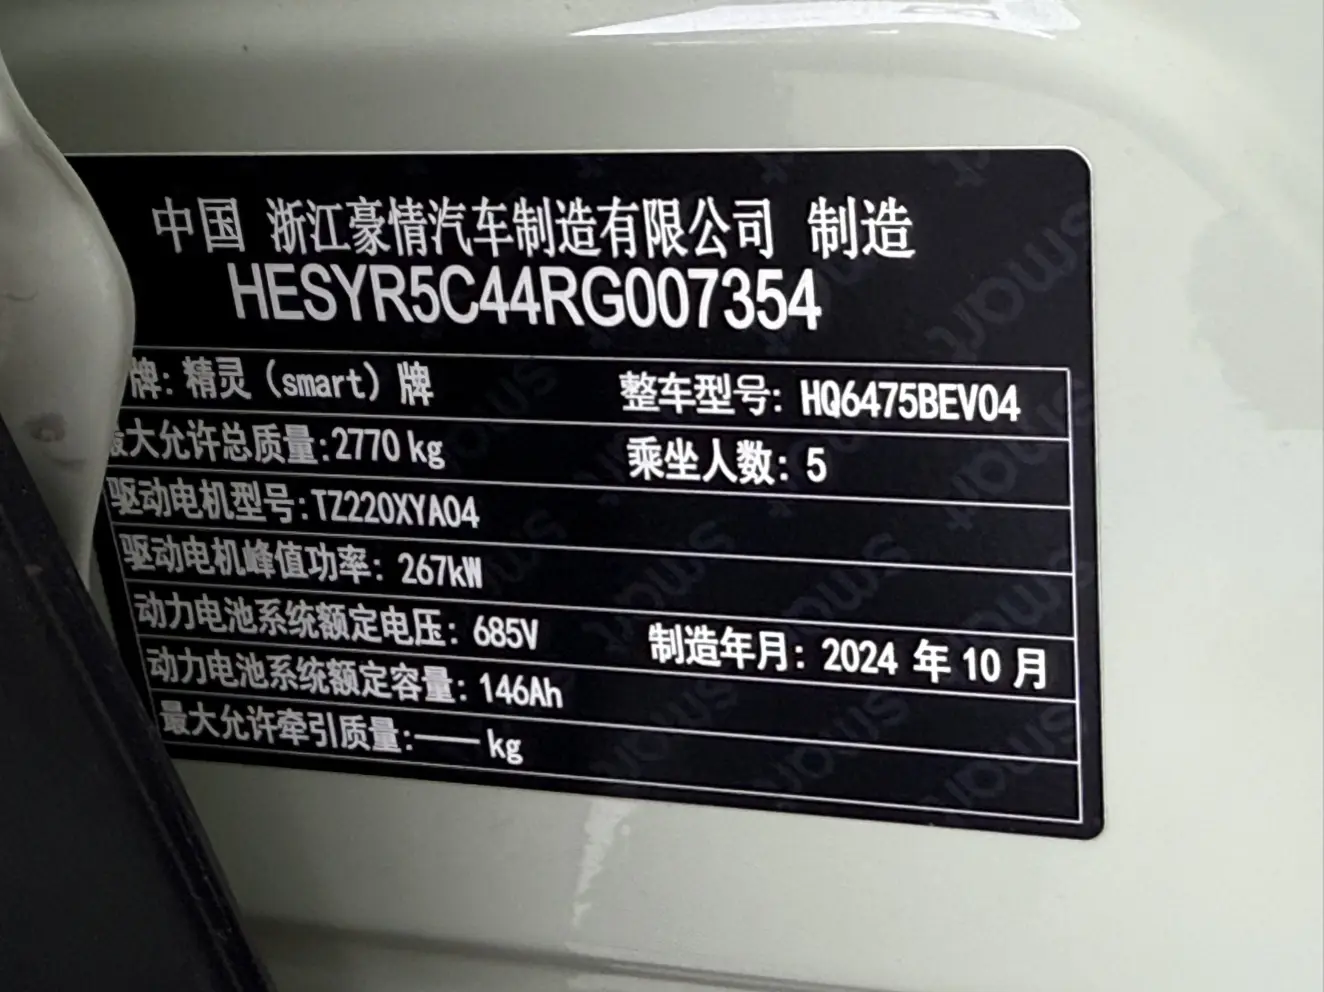 中国 浙江豪情汽车制造有限公司 制造
HESYR5C44RG007354
牌: 精灵（smart）牌 整车型号: HQ6475BEV04
最大允许总质量:2770 kg 乘坐人数: 5
驱动电机型号:TZ220XYA04
驱动电机峰值功率: 267kW
动力电池系统额定电压: 685V 制造年月: 2024 年 10 月
动力电池系统额定容量: 146Ah
最大允许牵引质量:—— kg